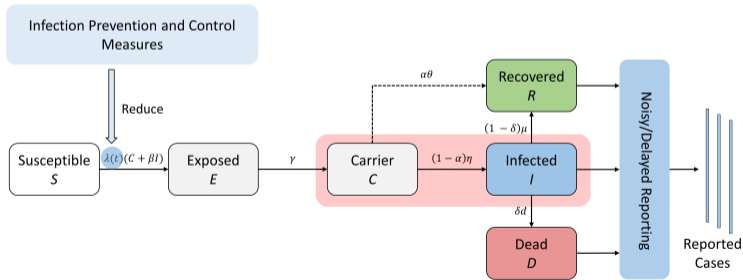 Infection Prevention and Control
Measures
Reduce
αθ
Recovered
R
(1 − δ)μ
Susceptible
S
λ(t)(C + βI)
Exposed
E
γ
Carrier
C
(1 − α)η
Infected
I
δd
Dead
D
Noisy/Delayed Reporting
Reported
Cases